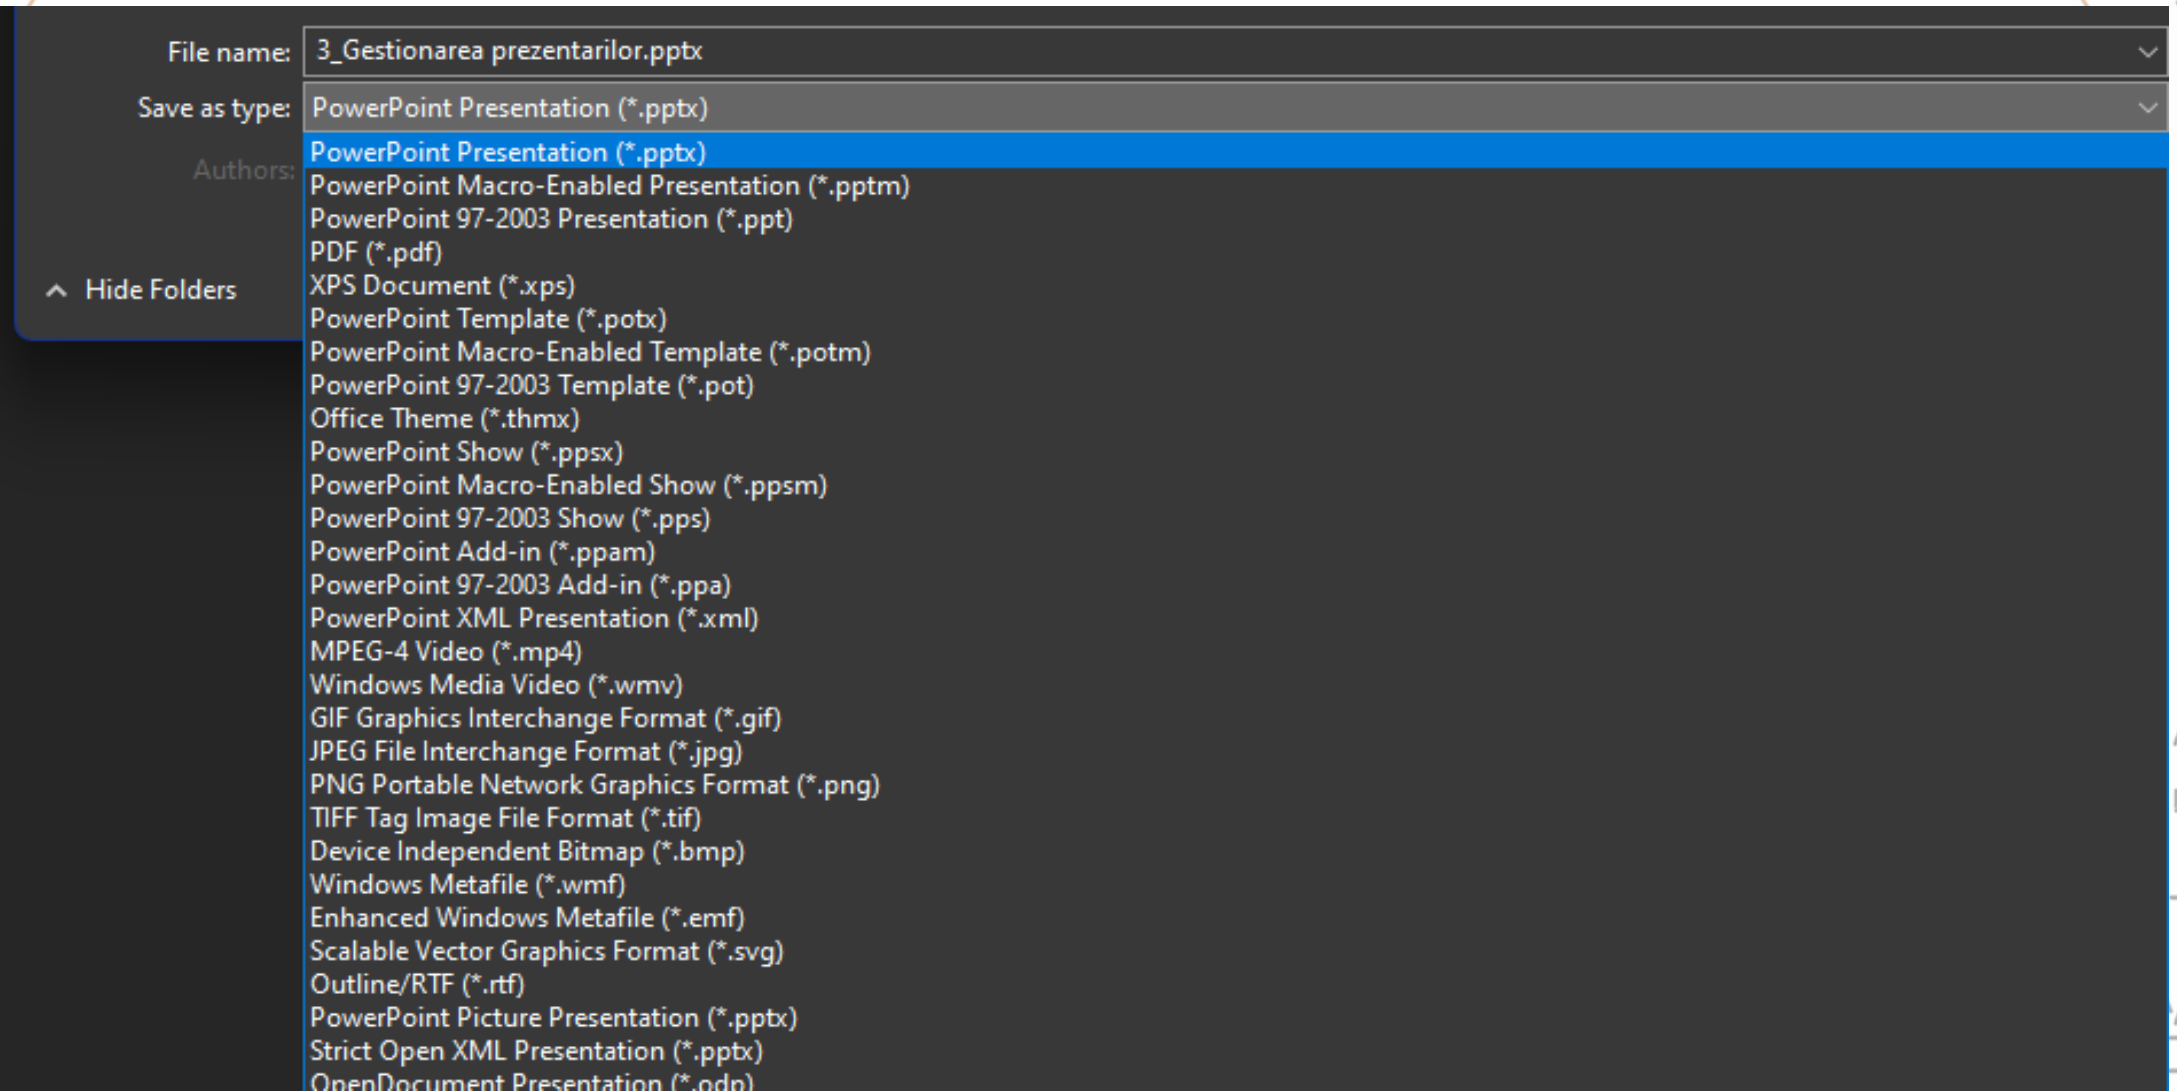 File name: 3_Gestionarea prezentarilor.pptx
Save as type: PowerPoint Presentation (*.pptx)
Authors:
Hide Folders
PowerPoint Presentation (*.pptx)
PowerPoint Macro-Enabled Presentation (*.pptm)
PowerPoint 97-2003 Presentation (*.ppt)
PDF (*.pdf)
XPS Document (*.xps)
PowerPoint Template (*.potx)
PowerPoint Macro-Enabled Template (*.potm)
PowerPoint 97-2003 Template (*.pot)
Office Theme (*.thmx)
PowerPoint Show (*.ppsx)
PowerPoint Macro-Enabled Show (*.ppsm)
PowerPoint 97-2003 Show (*.pps)
PowerPoint Add-in (*.ppam)
PowerPoint 97-2003 Add-in (*.ppa)
PowerPoint XML Presentation (*.xml)
MPEG-4 Video (*.mp4)
Windows Media Video (*.wmv)
GIF Graphics Interchange Format (*.gif)
JPEG File Interchange Format (*.jpg)
PNG Portable Network Graphics Format (*.png)
TIFF Tag Image File Format (*.tif)
Device Independent Bitmap (*.bmp)
Windows Metafile (*.wmf)
Enhanced Windows Metafile (*.emf)
Scalable Vector Graphics Format (*.svg)
Outline/RTF (*.rtf)
PowerPoint Picture Presentation (*.pptx)
Strict Open XML Presentation (*.pptx)
OpenDocument Presentation (*.odp)